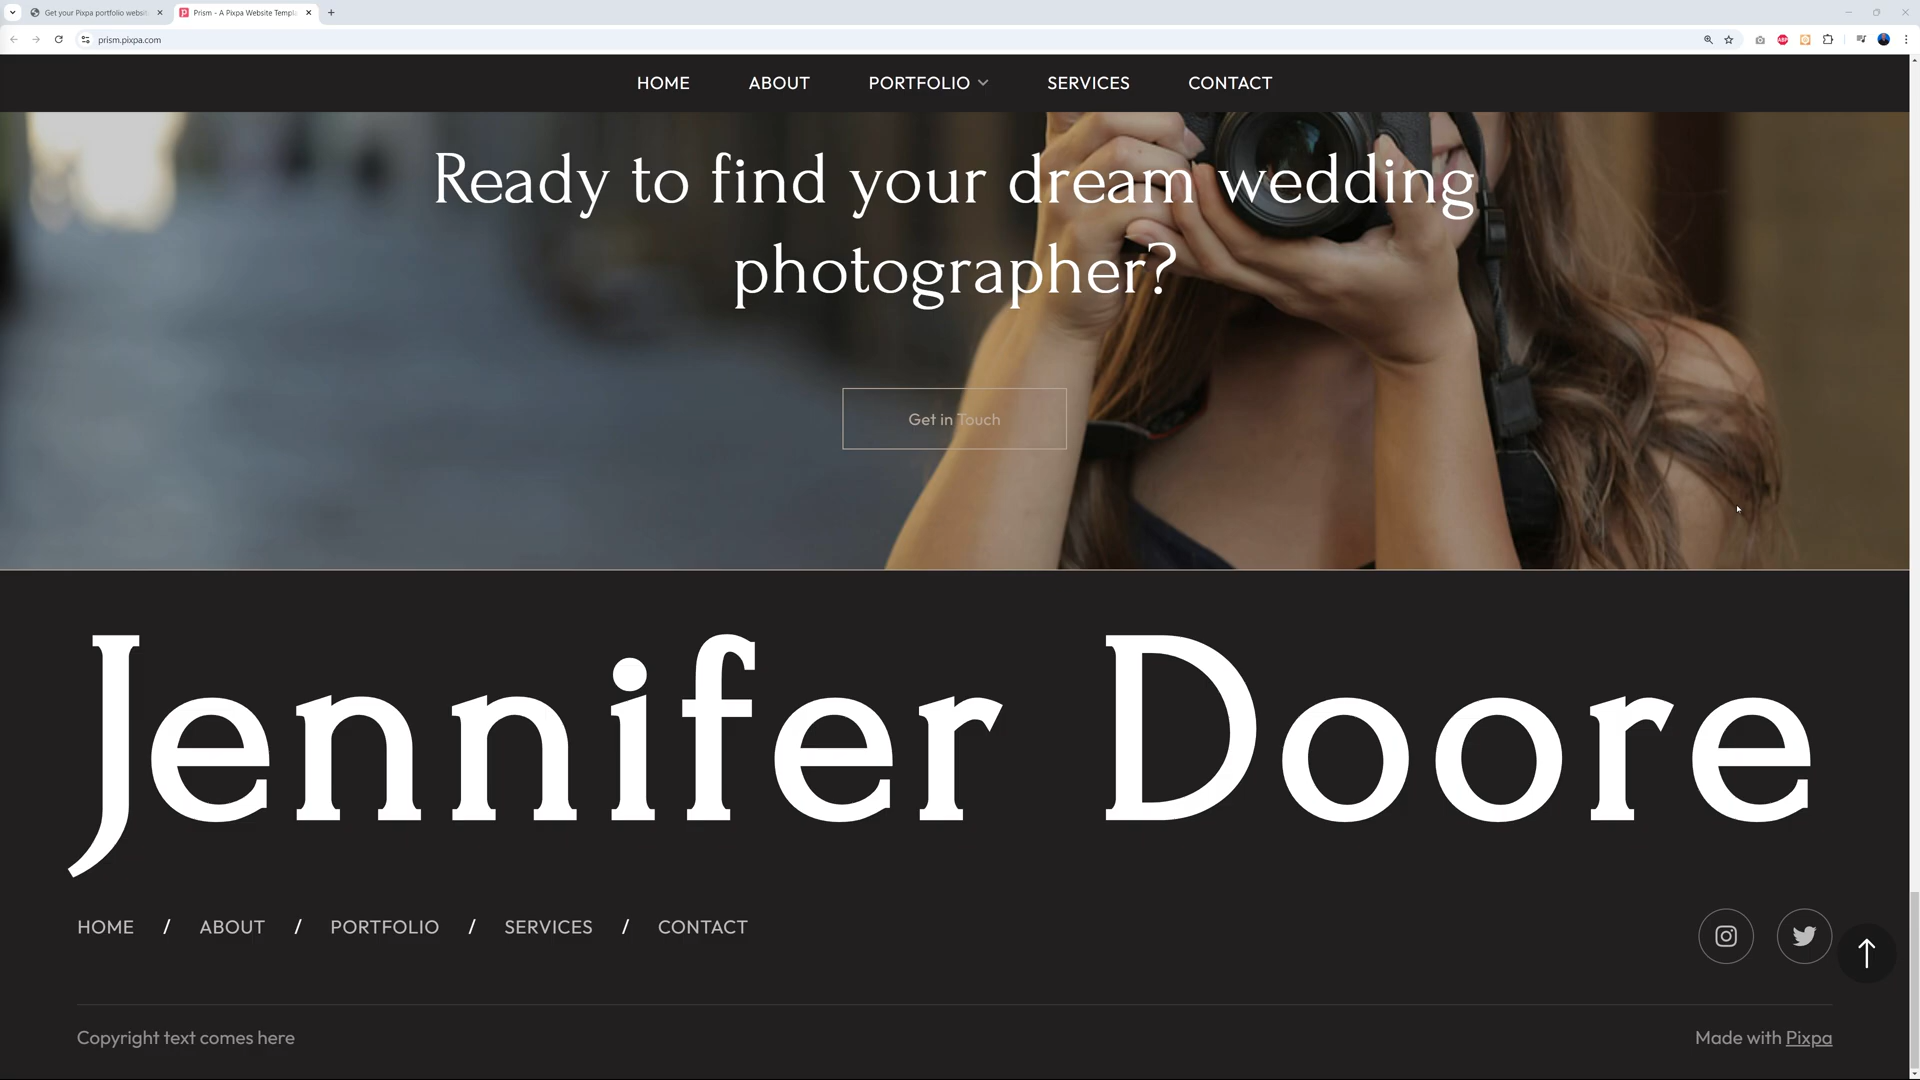 Get your Pixpa portfolio websit
Prism - A Pixpa Website Templ
prism.pixpa.com
ABP
HOME ABOUT PORTFOLIO SERVICES CONTACT
Ready to find your dream wedding
photographer?
Get in Touch
Jennifer Doore
HOME / ABOUT / PORTFOLIO / SERVICES / CONTACT
Copyright text comes here
Made with Pixpa